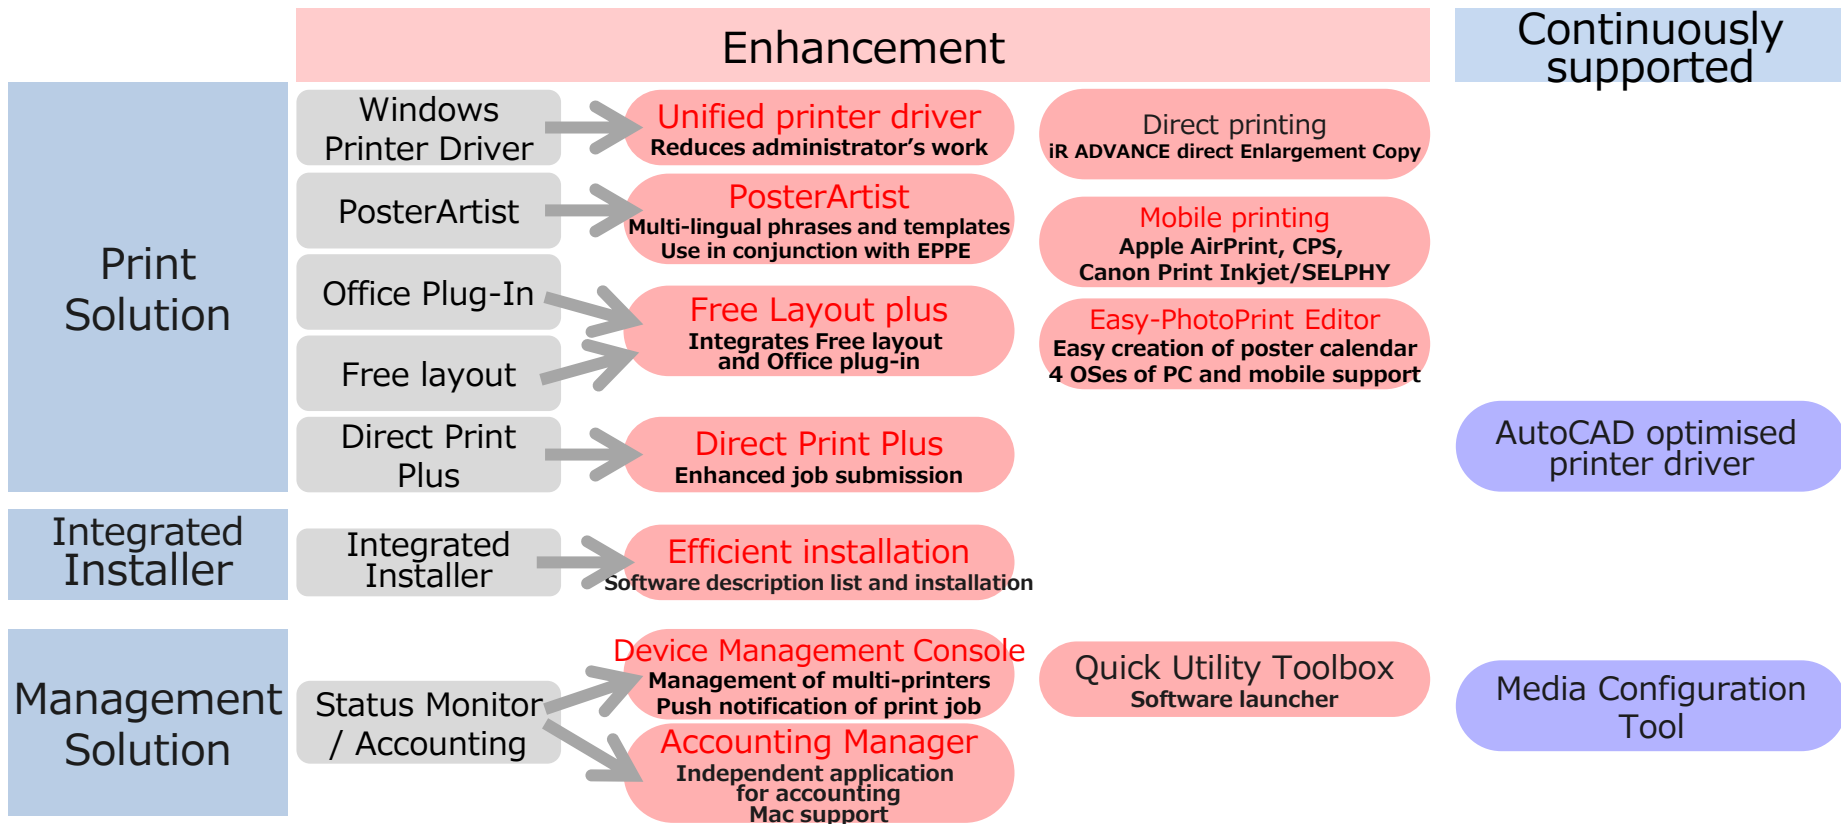 Enhancement
Continuously
supported
Print
Solution
Windows
Printer Driver
Unified printer driver
Reduces administrator’s work
Direct printing
iR ADVANCE direct Enlargement Copy
PosterArtist
PosterArtist
Multi-lingual phrases and templates
Use in conjunction with EPPE
Mobile printing
Apple AirPrint, CPS,
Canon Print Inkjet/SELPHY
Office Plug-In
Free layout
Free Layout plus
Integrates Free layout
and Office plug-in
Easy-PhotoPrint Editor
Easy creation of poster calendar
4 OSes of PC and mobile support
Direct Print
Plus
Direct Print Plus
Enhanced job submission
AutoCAD optimised
printer driver
Integrated
Installer
Integrated
Installer
Efficient installation
Software description list and installation
Management
Solution
Status Monitor
/ Accounting
Device Management Console
Management of multi-printers
Push notification of print job
Accounting Manager
Independent application
for accounting
Mac support
Quick Utility Toolbox
Software launcher
Media Configuration
Tool